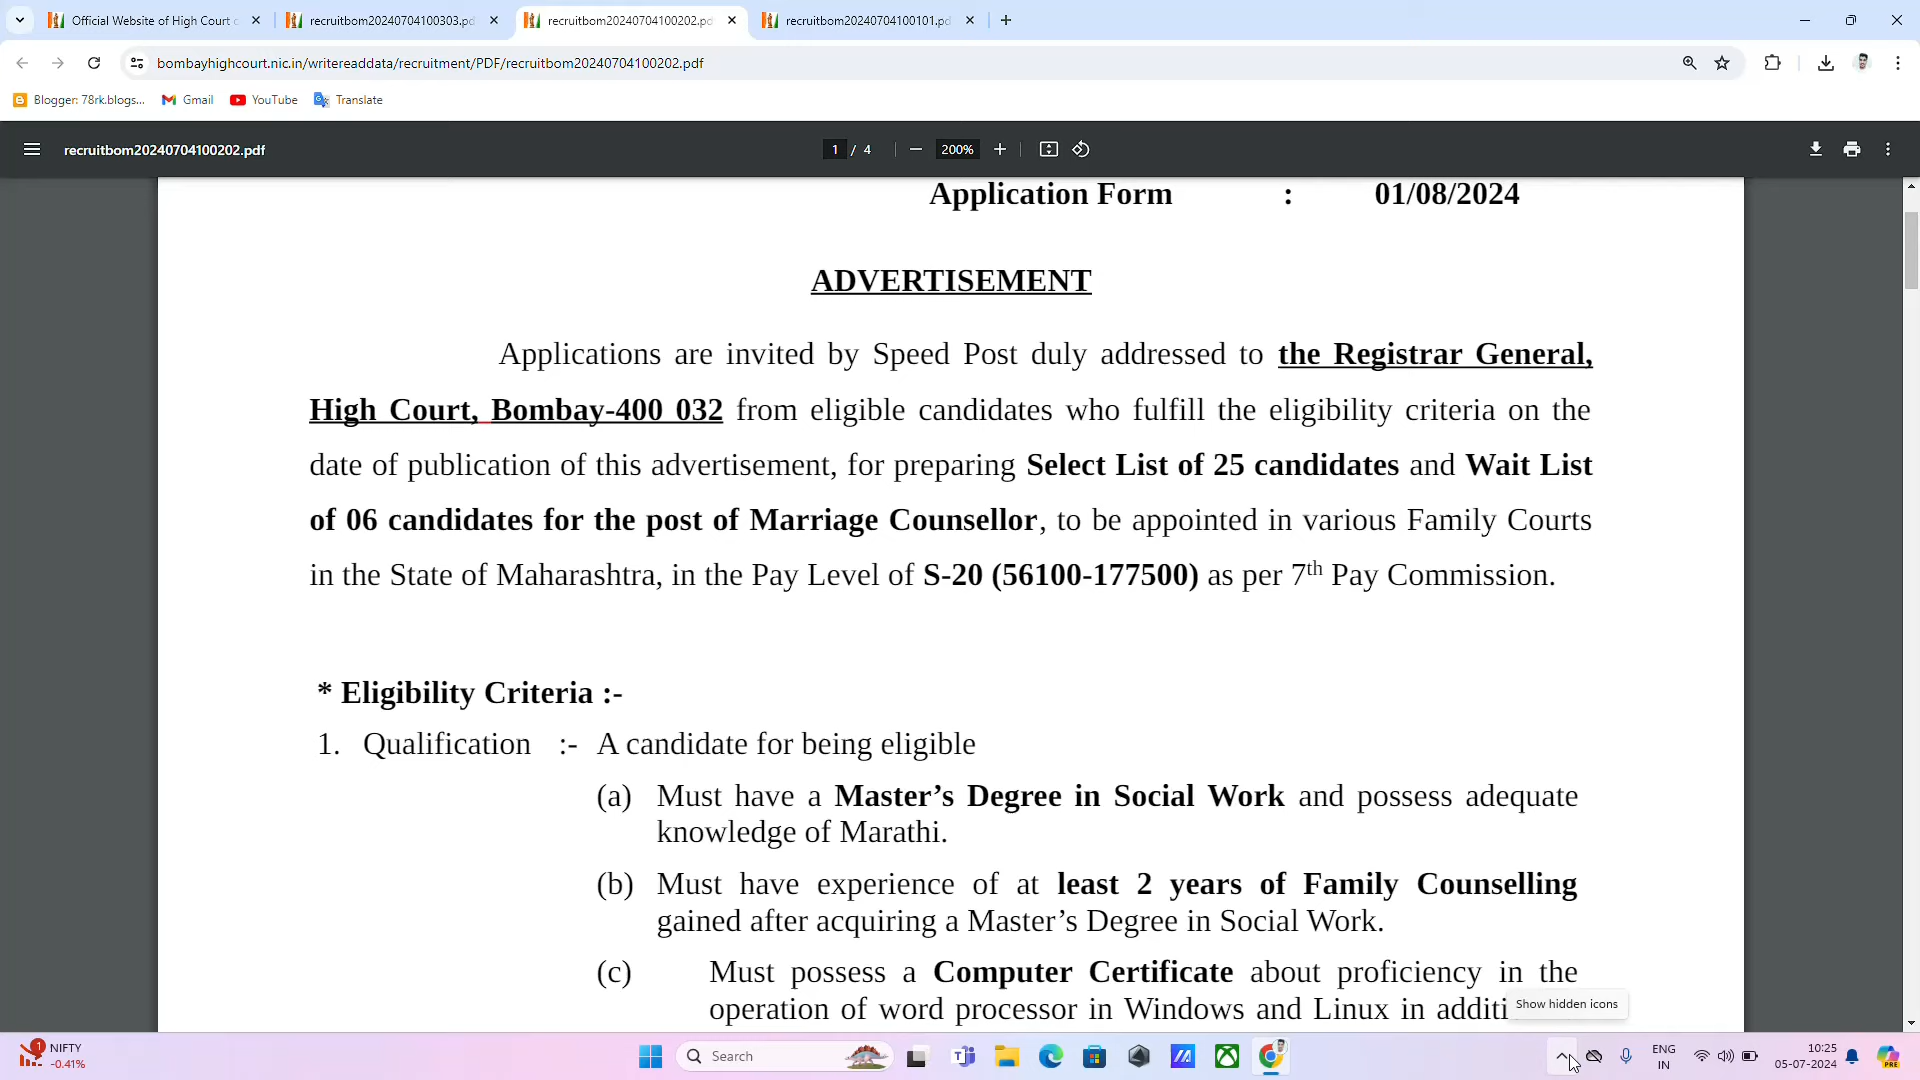 Official Website of High Court o
recruitbom20240704100303.pd
recruitbom20240704100202.pd
recruitbom20240704100101.pd
bombayhighcourt.nic.in/writereaddata/recruitment/PDF/recruitbom20240704100202.pdf
Blogger: 78rk.blogs...
Gmail
YouTube
Translate
recruitbom20240704100202.pdf
1 / 4
200%
Application Form : 01/08/2024
ADVERTISEMENT
Applications are invited by Speed Post duly addressed to the Registrar General,
High Court, Bombay-400 032 from eligible candidates who fulfill the eligibility criteria on the
date of publication of this advertisement, for preparing Select List of 25 candidates and Wait List
of 06 candidates for the post of Marriage Counsellor, to be appointed in various Family Courts
in the State of Maharashtra, in the Pay Level of S-20 (56100-177500) as per 7th Pay Commission.
* Eligibility Criteria :-
1. Qualification :- A candidate for being eligible
(a) Must have a Master’s Degree in Social Work and possess adequate
knowledge of Marathi.
(b) Must have experience of at least 2 years of Family Counselling
gained after acquiring a Master’s Degree in Social Work.
(c) Must possess a Computer Certificate about proficiency in the
operation of word processor in Windows and Linux in additi
Show hidden icons
1
NIFTY
-0.41%
Search
ENG
IN
10:25
05-07-2024
PRE